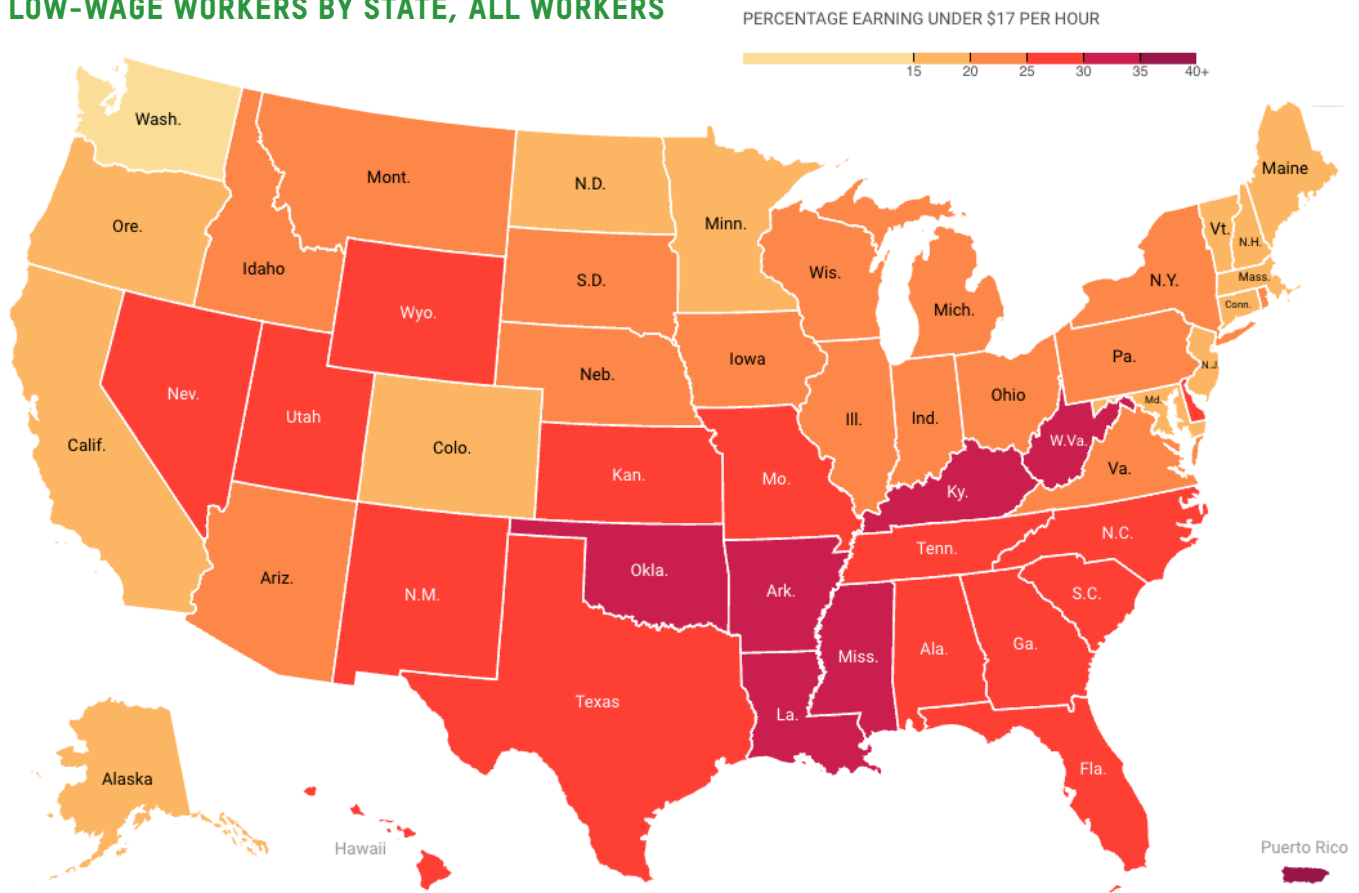 LOW-WAGE WORKERS BY STATE, ALL WORKERS
PERCENTAGE EARNING UNDER $17 PER HOUR
15 20 25 30 35 40+
Wash.
Mont.
N.D.
Minn.
Maine
Ore.
Idaho
S.D.
Wis.
Mich.
N.Y.
Vt.
N.H.
Mass.
Conn.
Wyo.
Iowa
Neb.
Pa.
N.J.
Nev.
Utah
Colo.
Ill.
Ind.
Ohio
Md.
Calif.
Kan.
Mo.
W.Va.
Va.
Ky.
Ariz.
N.M.
Okla.
Ark.
Tenn.
N.C.
S.C.
Texas
La.
Miss.
Ala.
Ga.
Fla.
Alaska
Hawaii
Puerto Rico